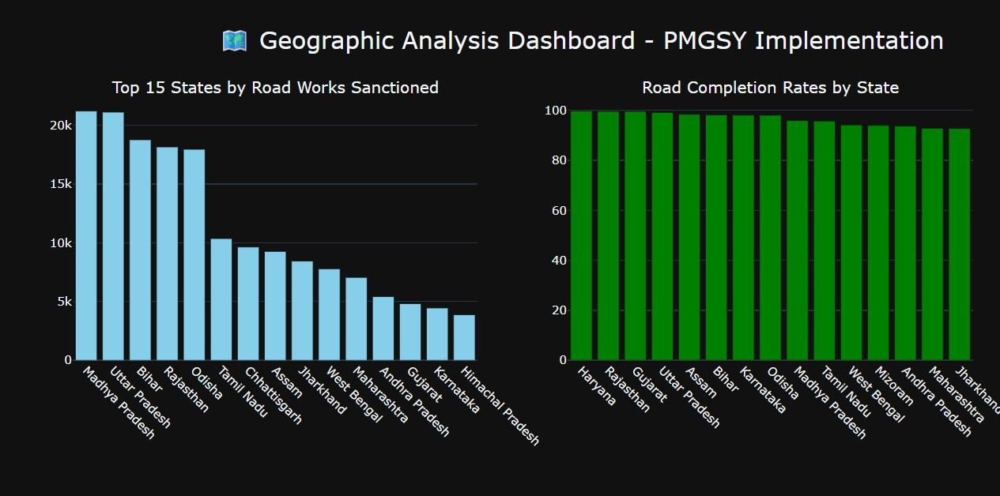 🗺️ Geographic Analysis Dashboard - PMGSY Implementation
Top 15 States by Road Works Sanctioned
20k
15k
10k
5k
0
Madhya Pradesh
Uttar Pradesh
Bihar
Rajasthan
Odisha
Tamil Nadu
Chhattisgarh
Assam
Jharkhand
West Bengal
Maharashtra
Andhra Pradesh
Gujarat
Karnataka
Himachal Pradesh
Road Completion Rates by State
100
80
60
40
20
0
Haryana
Rajasthan
Gujarat
Uttar Pradesh
Assam
Bihar
Karnataka
Odisha
Madhya Pradesh
Tamil Nadu
West Bengal
Mizoram
Andhra Pradesh
Maharashtra
Jharkhand